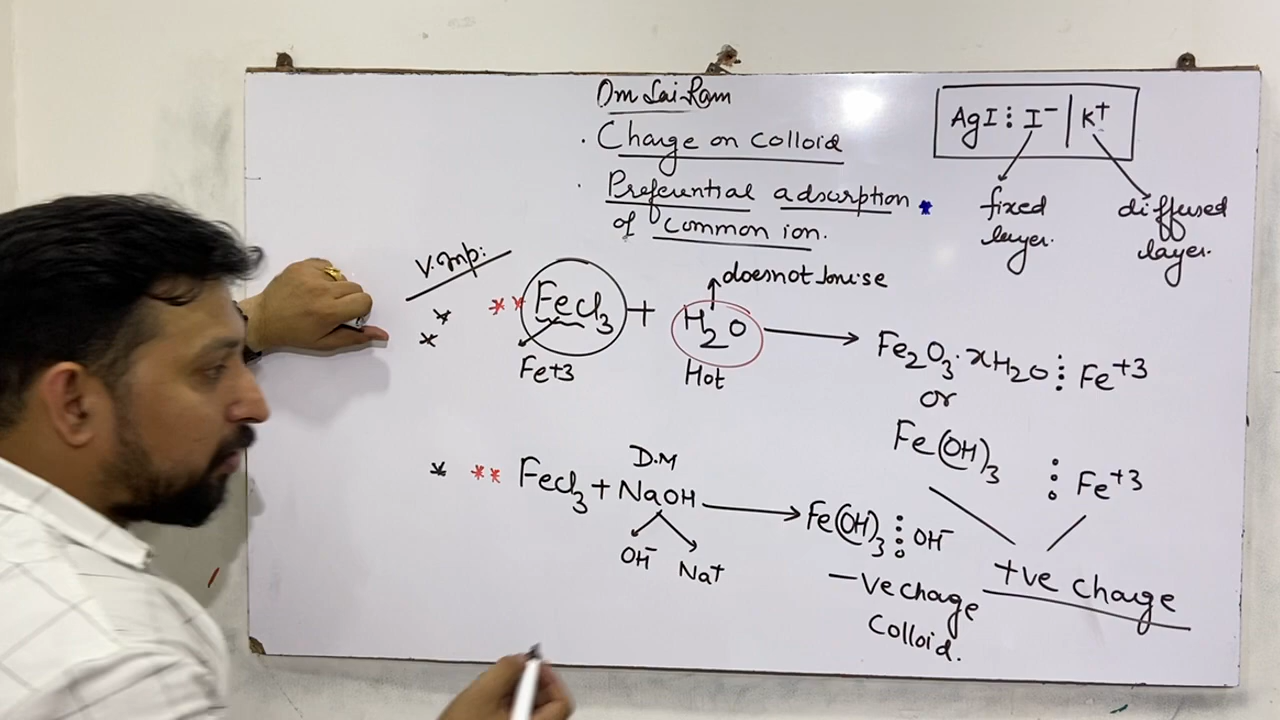 Om Sai Ram
· Charge on Colloid
· Preferential adsorption *
of Common ion.
AgI ⋮ I⁻ | K⁺
fixed layer.
diffused layer.
V. Imp:
* *
** FeCl₃ + H₂O → Fe₂O₃·xH₂O ⋮ Fe⁺³
doesnot Ionise
Fe+3
Hot
or
Fe(OH)₃ ⋮ Fe⁺³
+ve charge
D.M
* ** FeCl₃ + NaOH → Fe(OH)₃ ⋮ OH⁻
OH⁻ Na⁺
-ve charge
Colloid.